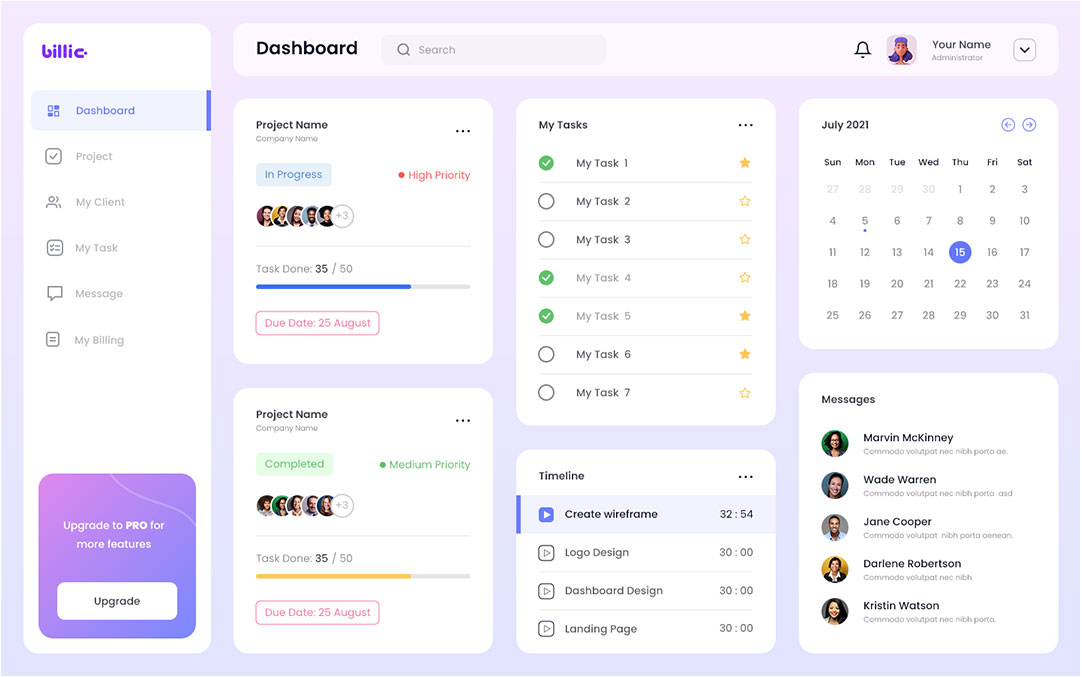 billic
Dashboard
Project
My Client
My Task
Message
My Billing
Upgrade to PRO for
more features
Upgrade
Dashboard
Search
Your Name
Administrator
Project Name
Company Name
In Progress
High Priority
+3
Task Done: 35 / 50
Due Date: 25 August
Project Name
Company Name
Completed
Medium Priority
+3
Task Done: 35 / 50
Due Date: 25 August
My Tasks
My Task 1
My Task 2
My Task 3
My Task 4
My Task 5
My Task 6
My Task 7
Timeline
Create wireframe 32 : 54
Logo Design 30 : 00
Dashboard Design 30 : 00
Landing Page 30 : 00
July 2021
Sun Mon Tue Wed Thu Fri Sat
27 28 29 30 1 2 3
4 5 6 7 8 9 10
11 12 13 14 15 16 17
18 19 20 21 22 23 24
25 26 27 28 29 30 31
Messages
Marvin McKinney
Commodo volutpat nec nibh porta ae.
Wade Warren
Commodo volutpat nec nibh porta asd
Jane Cooper
Commodo volutpat nibh porta oenean.
Darlene Robertson
Commodo volutpat nec nibh
Kristin Watson
Commodo volutpat nec nibh porta.